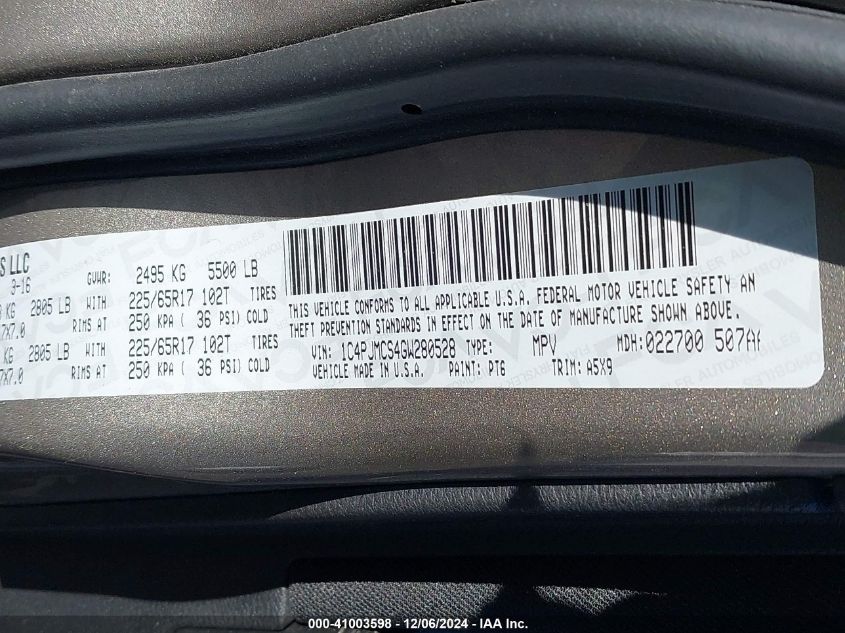 S LLC
3-16
GVWR: 2495 KG 5500 LB
KG 2805 LB WITH 225/65R17 102T TIRES
7X7.0 RIMS AT 250 KPA ( 36 PSI) COLD
KG 2805 LB WITH 225/65R17 102T TIRES
7X7.0 RIMS AT 250 KPA ( 36 PSI) COLD
THIS VEHICLE CONFORMS TO ALL APPLICABLE U.S.A. FEDERAL MOTOR VEHICLE SAFETY AN
THEFT PREVENTION STANDARDS IN EFFECT ON THE DATE OF MANUFACTURE SHOWN ABOVE.
VIN: 1C4PJMCS4GW280528 TYPE: MPV MDH: 022700 507AA
VEHICLE MADE IN U.S.A. PAINT: PT6 TRIM: A5X9
000-41003598 - 12/06/2024 - IAA Inc.